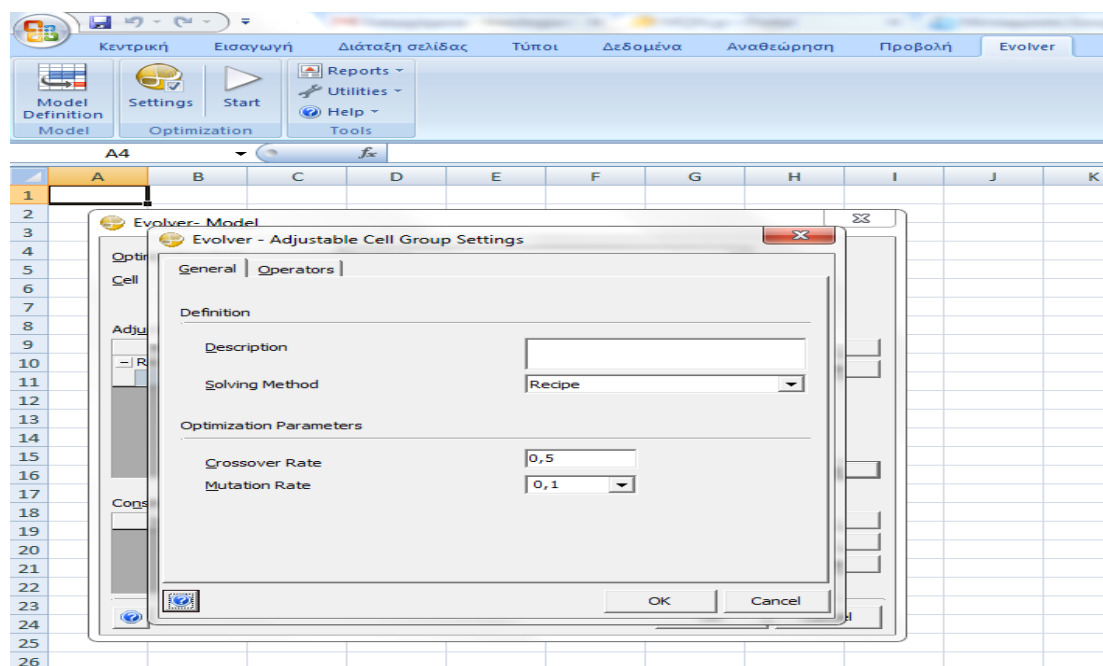 Κεντρική Εισαγωγή Διάταξη σελίδας Τύποι Δεδομένα Αναθεώρηση Προβολή Evolver
Model Definition
Settings
Start
Reports
Utilities
Help
Model Optimization Tools
A4 fx
A B C D E F G H I J K
1
2
3
4
5
6
7
8
9
10
11
12
13
14
15
16
17
18
19
20
21
22
23
24
25
26
Evolver- Model
Evolver - Adjustable Cell Group Settings
General Operators
Cell
Definition
Description
Solving Method Recipe
Optimization Parameters
Crossover Rate 0,5
Mutation Rate 0,1
OK Cancel